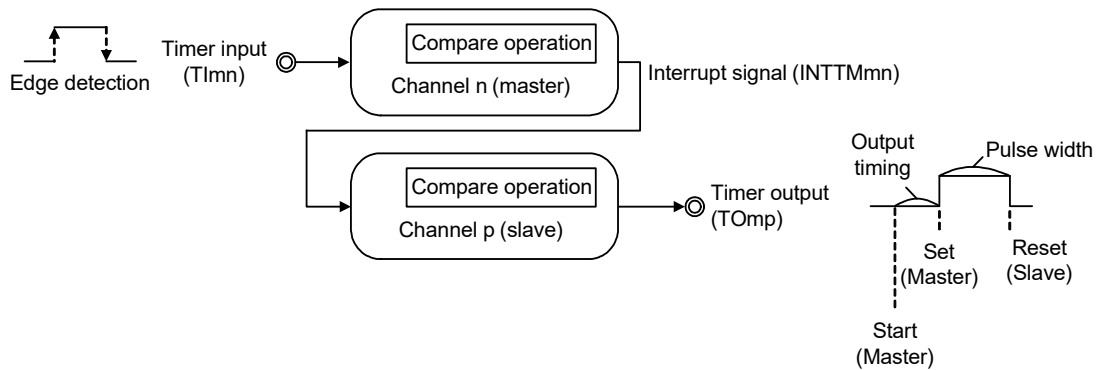 Compare operation
Timer input
(TImn)
Edge detection
Channel n (master)
Interrupt signal (INTTMmn)
Compare operation
Channel p (slave)
Timer output
(TOmp)
Output
timing
Pulse width
Set
(Master)
Reset
(Slave)
Start
(Master)